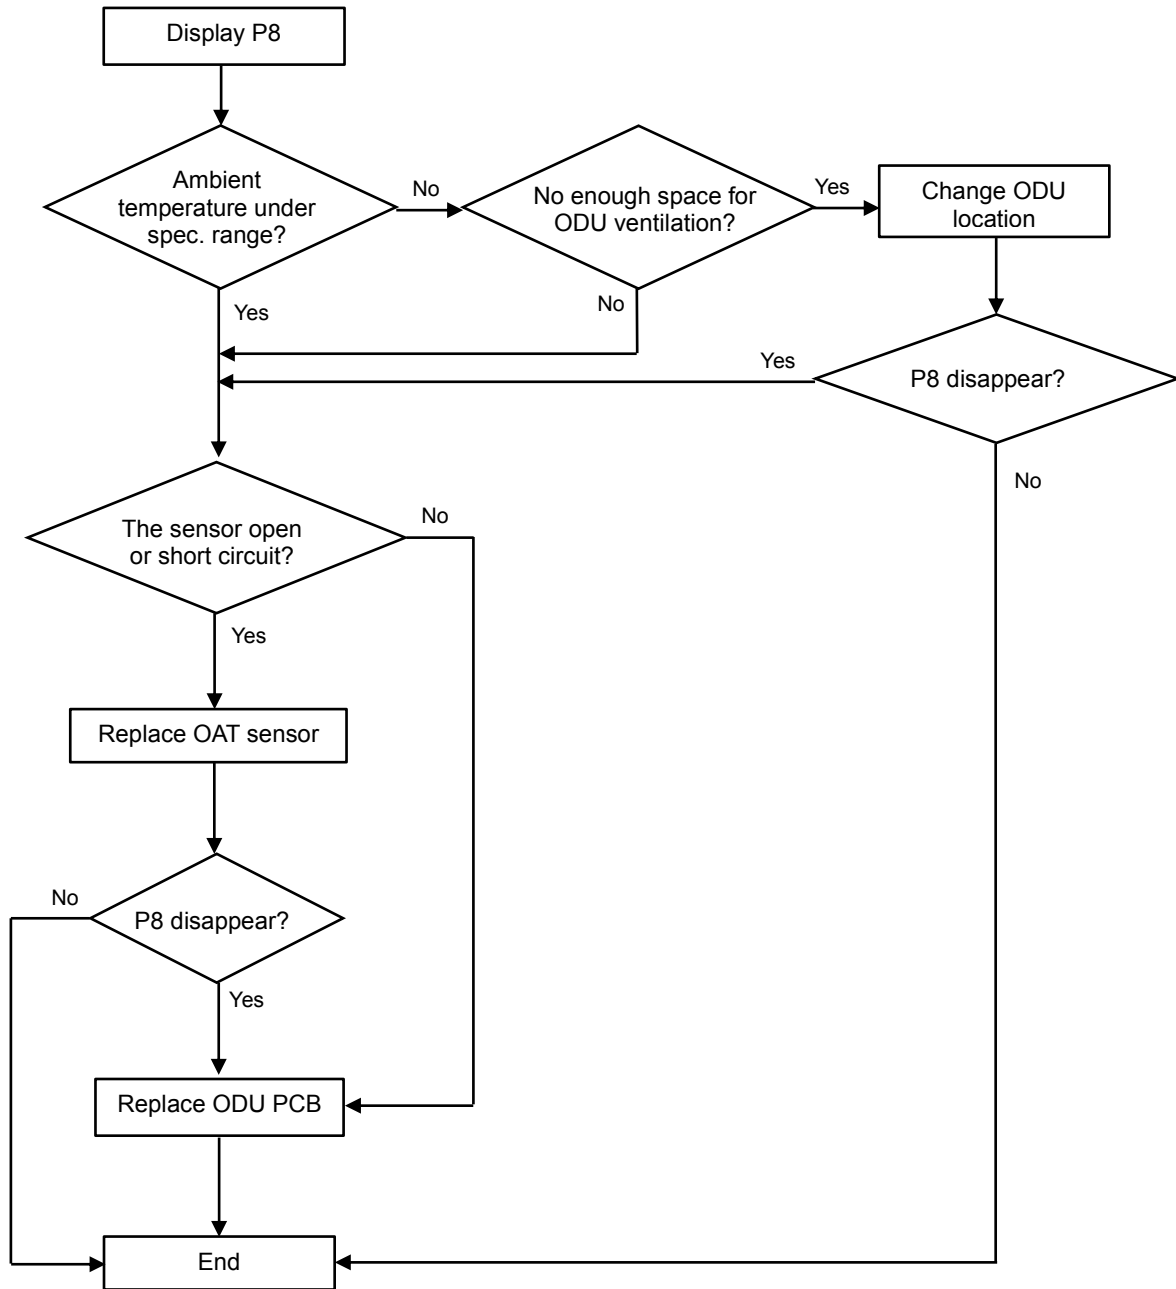 Display P8
Ambient
temperature under
spec. range?
No
No enough space for
ODU ventilation?
Yes
Change ODU
location
Yes
No
Yes
P8 disappear?
No
The sensor open
or short circuit?
No
Yes
Replace OAT sensor
No
P8 disappear?
Yes
Replace ODU PCB
End